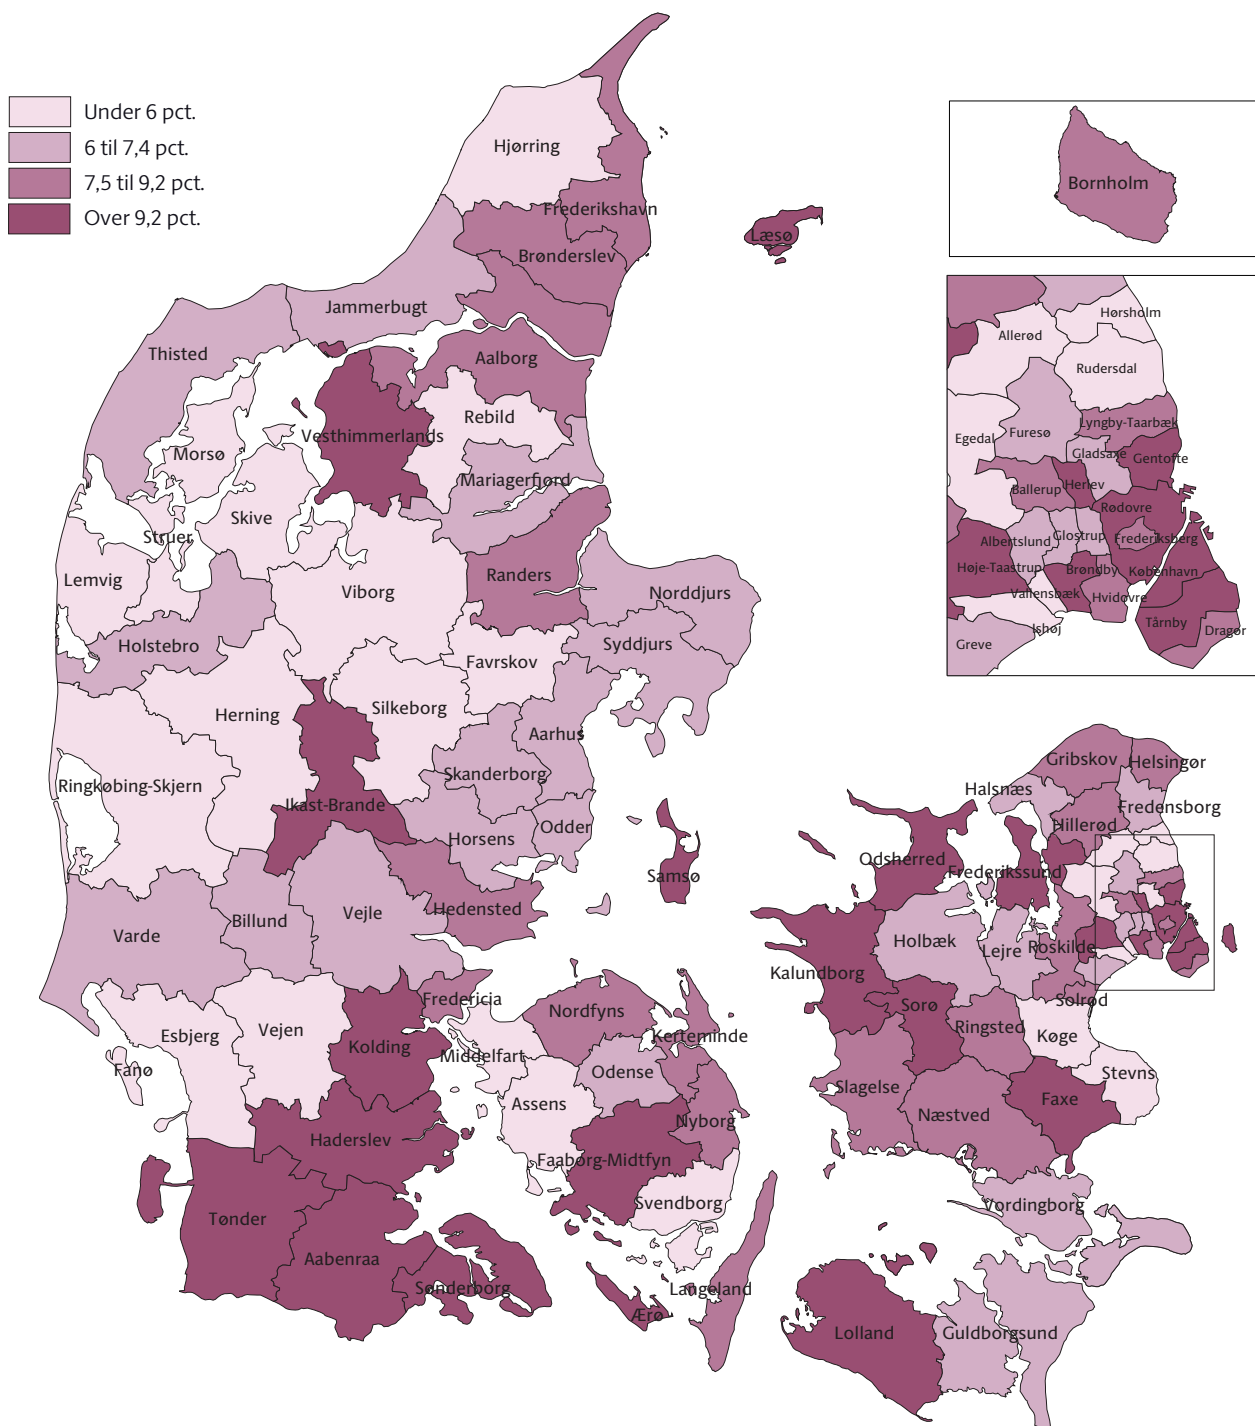 Under 6 pct.
6 til 7,4 pct.
7,5 til 9,2 pct.
Over 9,2 pct.
Hjørring
Frederikshavn
Læsø
Brønderslev
Jammerbugt
Thisted
Aalborg
Rebild
Vesthimmerlands
Morsø
Mariagerfjord
Skive
Struer
Lemvig
Viborg
Randers
Norddjurs
Holstebro
Syddjurs
Favrskov
Herning
Silkeborg
Aarhus
Skanderborg
Ringkøbing-Skjern
Ikast-Brande
Odder
Horsens
Samsø
Hedensted
Billund
Vejle
Varde
Fredericia
Esbjerg
Vejen
Kolding
Fanø
Middelfart
Nordfyns
Kerteminde
Odense
Assens
Nyborg
Haderslev
Faaborg-Midtfyn
Svendborg
Tønder
Aabenraa
Sønderborg
Langeland
Ærø
Bornholm
Hørsholm
Allerød
Rudersdal
Lyngby-Taarbæk
Furesø
Egedal
Gladsaxe
Gentofte
Ballerup
Herlev
Rødovre
Albertslund
Glostrup
Frederiksberg
Høje-Taastrup
Brøndby
København
Vallensbæk
Hvidovre
Tårnby
Ishøj
Dragør
Greve
Gribskov
Helsingør
Halsnæs
Fredensborg
Hillerød
Odsherred
Frederikssund
Holbæk
Lejre
Roskilde
Kalundborg
Solrød
Sorø
Ringsted
Køge
Stevns
Slagelse
Næstved
Faxe
Vordingborg
Lolland
Guldborgsund